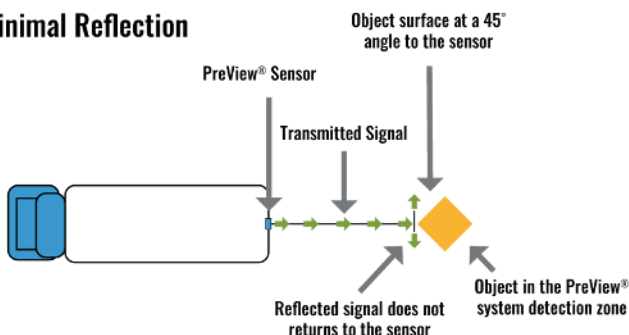 inimal Reflection
Object surface at a 45°
angle to the sensor
PreView® Sensor
Transmitted Signal
Object in the PreView®
system detection zone
Reflected signal does not
returns to the sensor